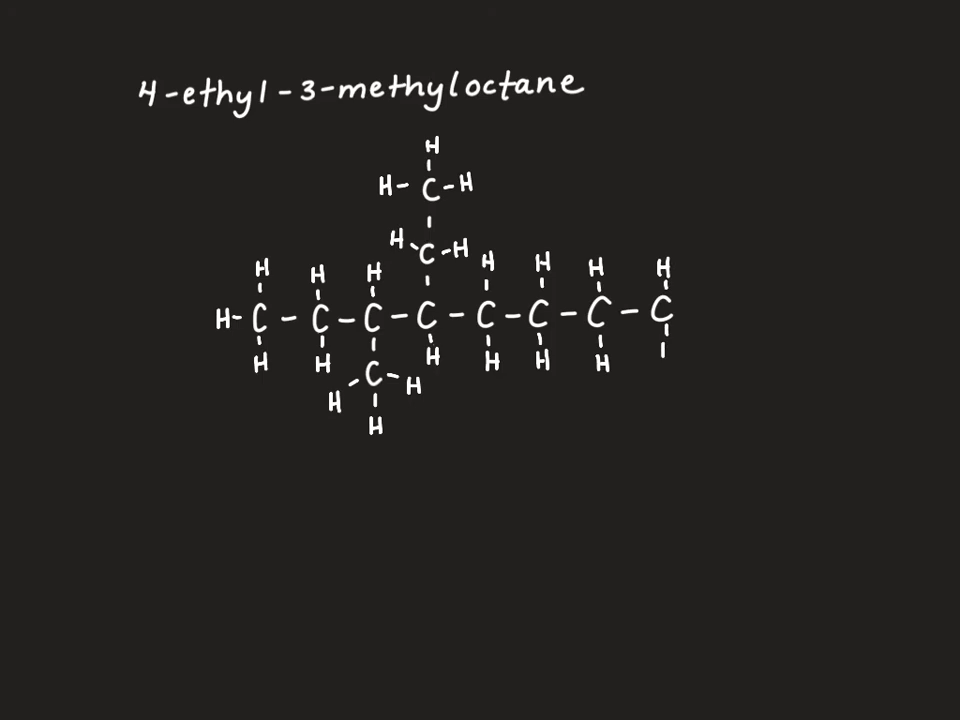 4-ethyl-3-methyloctane
H
H-C-H
H C-H H H H H
H H H
H-C-C-C-C-C-C-C-C
H H H H H H
C H
H
H